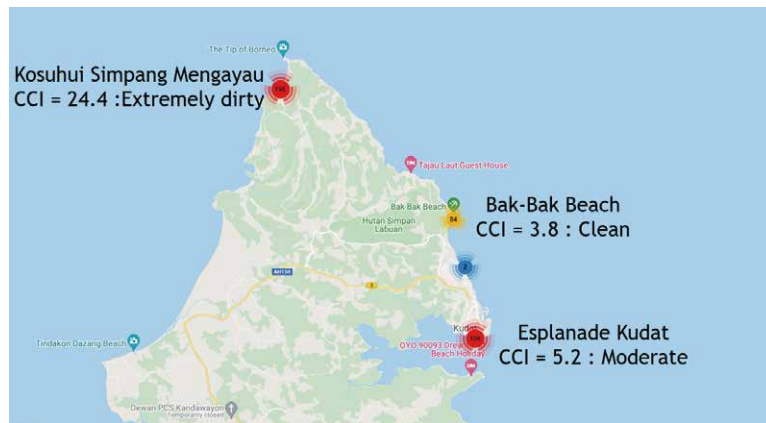 The Tip of Borneo
Kosuhui Simpang Mengayau
CCI = 24.4 :Extremely dirty
Tajau Laut Guest House
Bak Bak Beach
54
Bak-Bak Beach
CCI = 3.8 : Clean
Hutan Simpan
Labuan
2
AH150
Kudat
Esplanade Kudat
CCI = 5.2 : Moderate
OYO 90093 Dream
Beach Holiday
Tindakon Dazang Beach
Dewan PCS Kandawayon
Temporarily closed